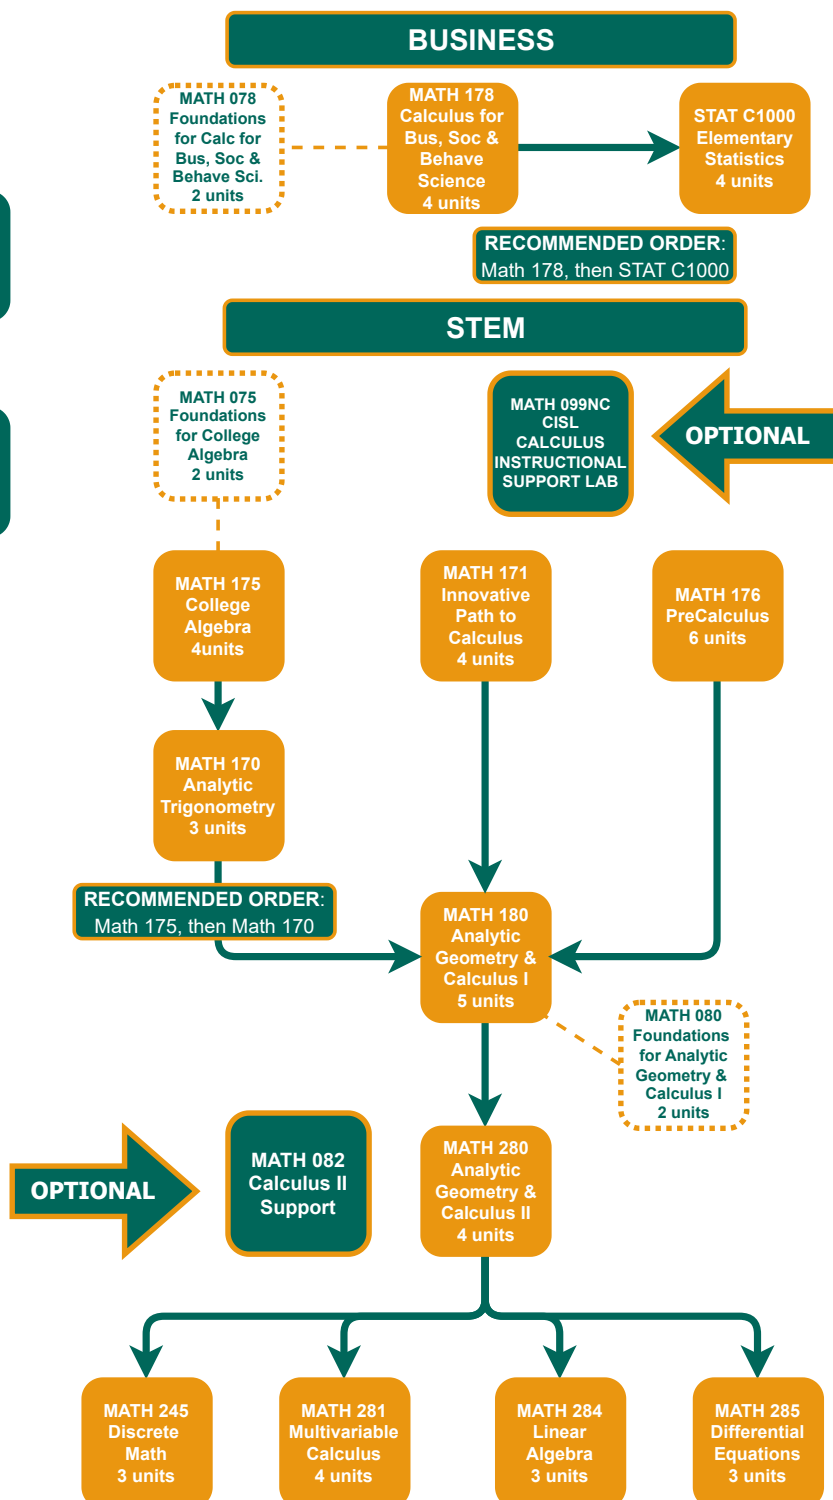 BUSINESS
MATH 078
Foundations
for Calc for
Bus, Soc &
Behave Sci.
2 units
MATH 178
Calculus for
Bus, Soc &
Behave
Science
4 units
STAT C1000
Elementary
Statistics
4 units
RECOMMENDED ORDER:
Math 178, then STAT C1000
STEM
MATH 075
Foundations
for College
Algebra
2 units
MATH 099NC
CISL
CALCULUS
INSTRUCTIONAL
SUPPORT LAB
OPTIONAL
MATH 175
College
Algebra
4units
MATH 171
Innovative
Path to
Calculus
4 units
MATH 176
PreCalculus
6 units
MATH 170
Analytic
Trigonometry
3 units
RECOMMENDED ORDER:
Math 175, then Math 170
MATH 180
Analytic
Geometry &
Calculus I
5 units
MATH 080
Foundations
for Analytic
Geometry &
Calculus I
2 units
OPTIONAL
MATH 082
Calculus II
Support
MATH 280
Analytic
Geometry &
Calculus II
4 units
MATH 245
Discrete
Math
3 units
MATH 281
Multivariable
Calculus
4 units
MATH 284
Linear
Algebra
3 units
MATH 285
Differential
Equations
3 units